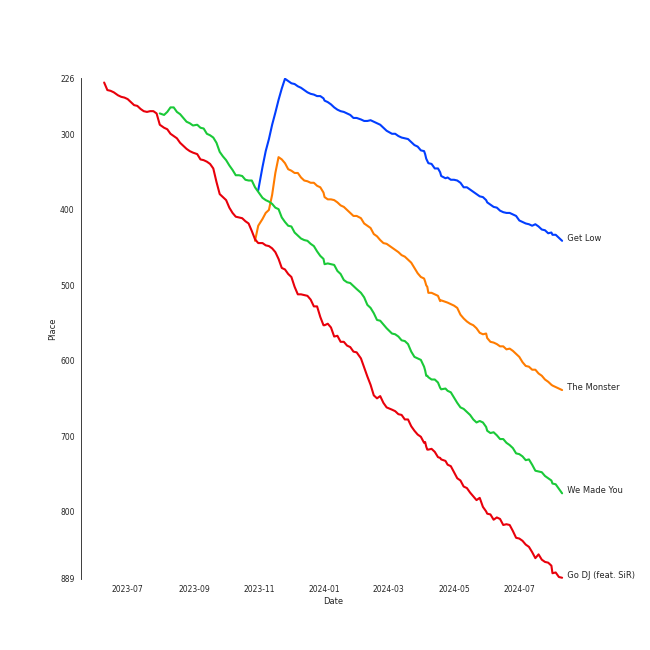 226
300
400
500
600
700
800
889
Place
2023-07
2023-09
2023-11
2024-01
2024-03
2024-05
2024-07
Date
Get Low
The Monster
We Made You
Go DJ (feat. SiR)